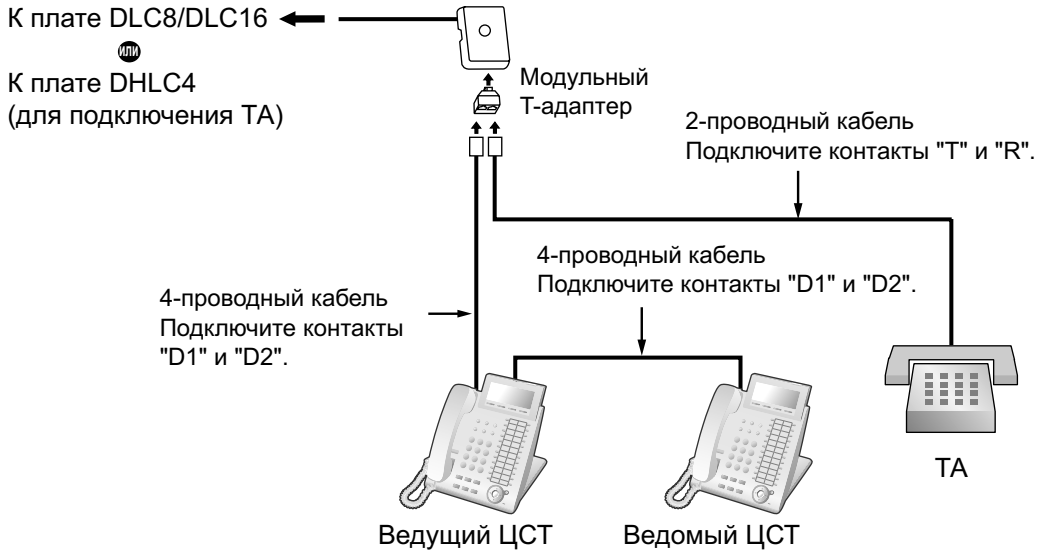 К плате DLC8/DLC16
или
К плате DHLC4
(для подключения ТА)
Модульный
Т-адаптер
2-проводный кабель
Подключите контакты "T" и "R".
4-проводный кабель
Подключите контакты "D1" и "D2".
4-проводный кабель
Подключите контакты
"D1" и "D2".
ТА
Ведущий ЦСТ
Ведомый ЦСТ